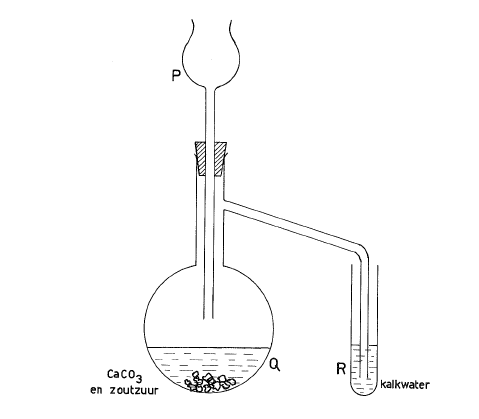 P
Q
CaCO₃
en zoutzuur
R
kalkwater